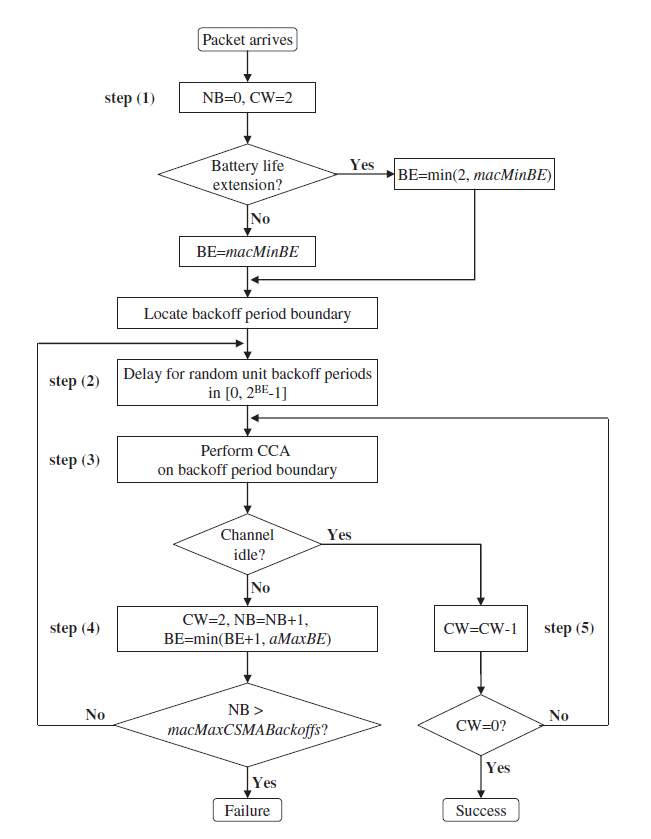 Packet arrives
step (1)
NB=0, CW=2
Battery life
extension?
Yes
BE=min(2, macMinBE)
No
BE=macMinBE
Locate backoff period boundary
step (2)
Delay for random unit backoff periods
in [0, 2^BE-1]
step (3)
Perform CCA
on backoff period boundary
Channel
idle?
Yes
No
step (4)
CW=2, NB=NB+1,
BE=min(BE+1, aMaxBE)
CW=CW-1
step (5)
No
NB >
macMaxCSMABackoffs?
CW=0?
No
Yes
Yes
Failure
Success